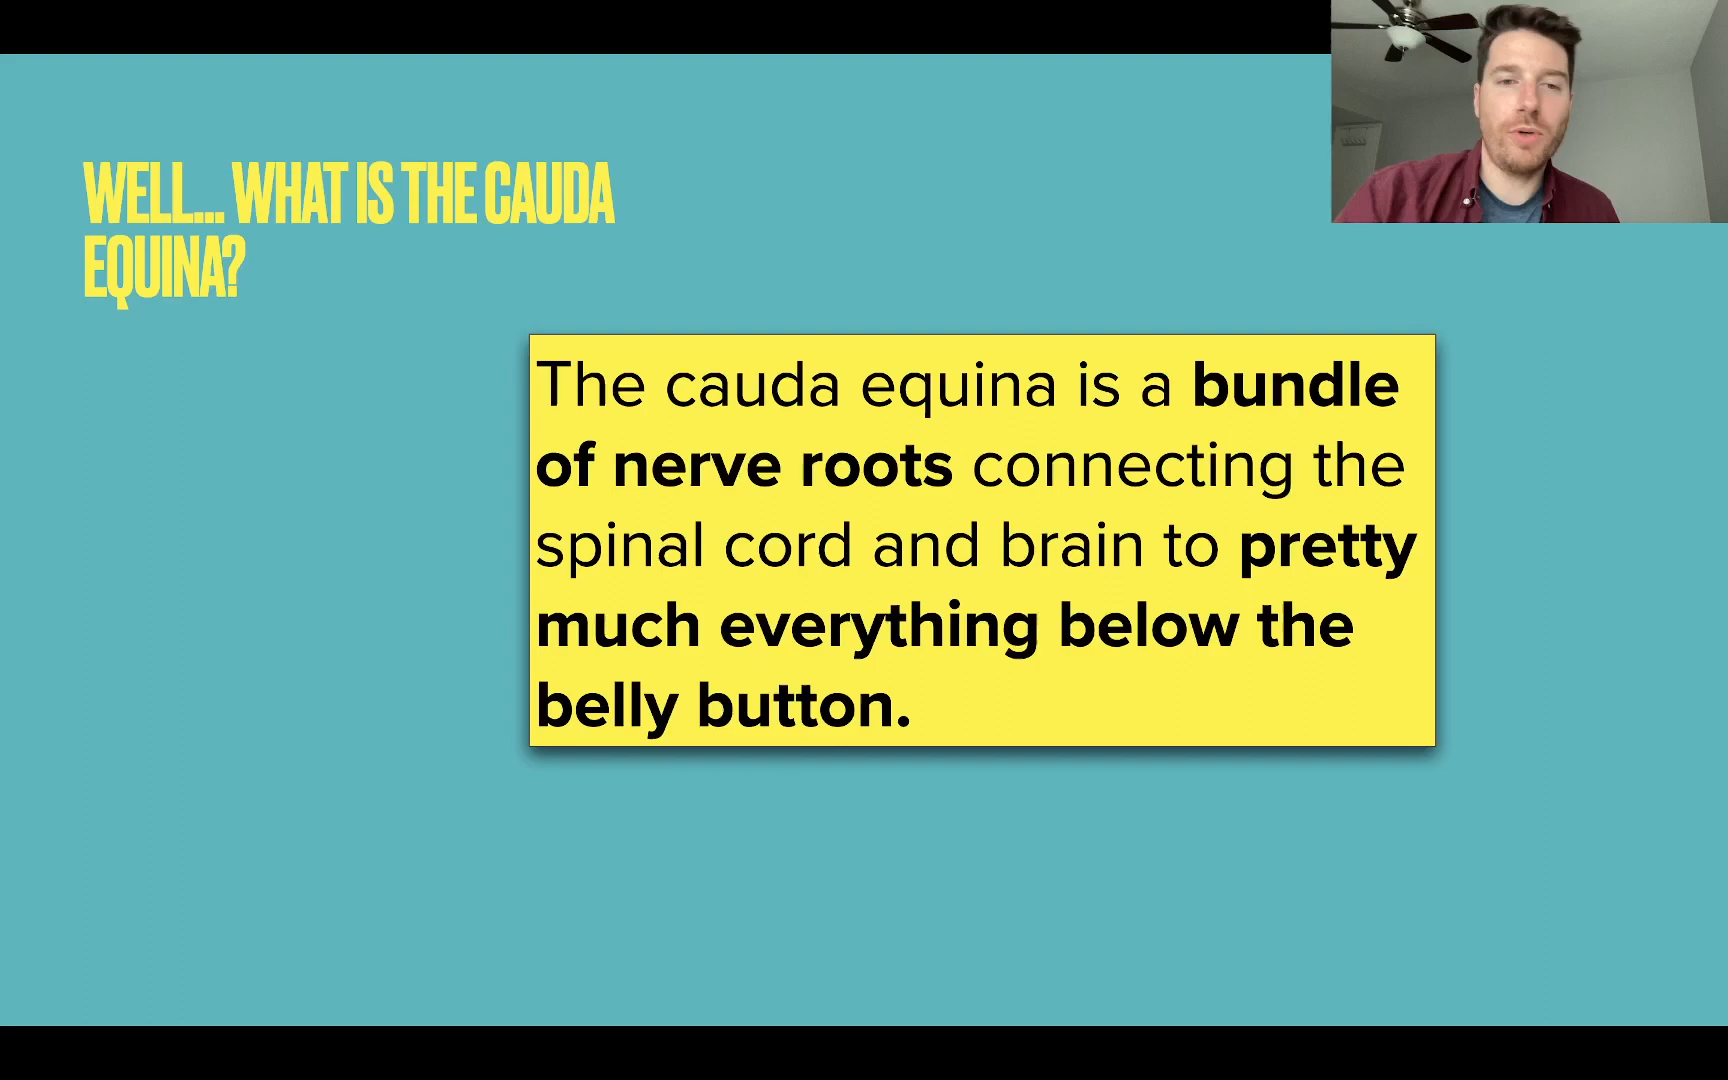 WELL... WHAT IS THE CAUDA
EQUINA?
The cauda equina is a bundle
of nerve roots connecting the
spinal cord and brain to pretty
much everything below the
belly button.